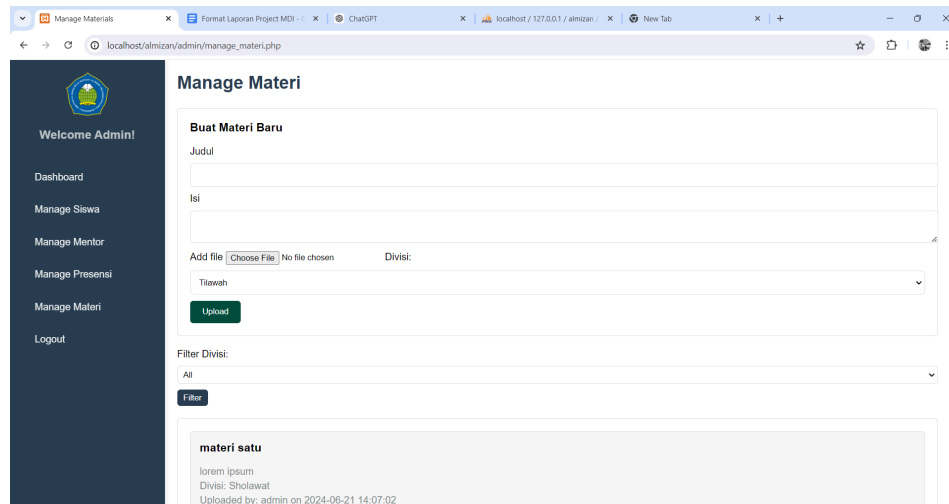 Manage Materials
Format Laporan Project MDI - C
ChatGPT
localhost / 127.0.0.1 / almizan /
New Tab
localhost/almizan/admin/manage_materi.php
Welcome Admin!
Dashboard
Manage Siswa
Manage Mentor
Manage Presensi
Manage Materi
Logout
Manage Materi
Buat Materi Baru
Judul
Isi
Add file Choose File No file chosen Divisi:
Tilawah
Upload
Filter Divisi:
All
Filter
materi satu
lorem ipsum
Divisi: Sholawat
Uploaded by: admin on 2024-06-21 14:07:02